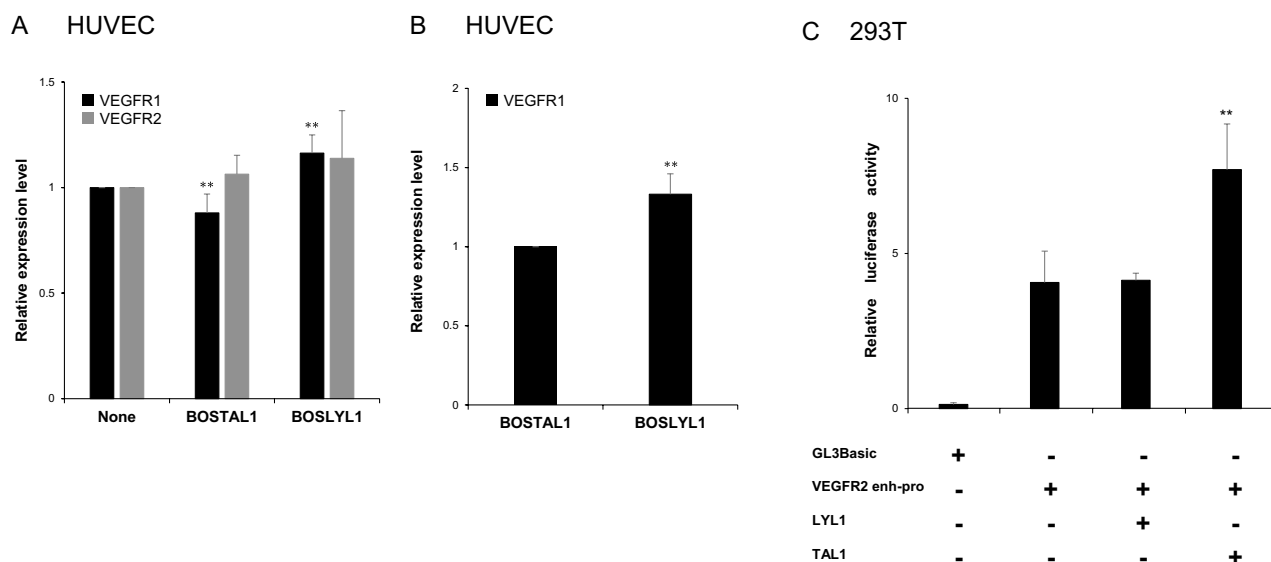 A HUVEC
1.5
1
0.5
0
Relative expression level
VEGFR1
VEGFR2
**
**
None BOSTAL1 BOSLYL1
B HUVEC
2
1.5
1
0.5
0
Relative expression level
VEGFR1
**
BOSTAL1 BOSLYL1
C 293T
10
5
0
Relative luciferase activity
**
GL3Basic + - - -
VEGFR2 enh-pro - + + +
LYL1 - - + -
TAL1 - - - +